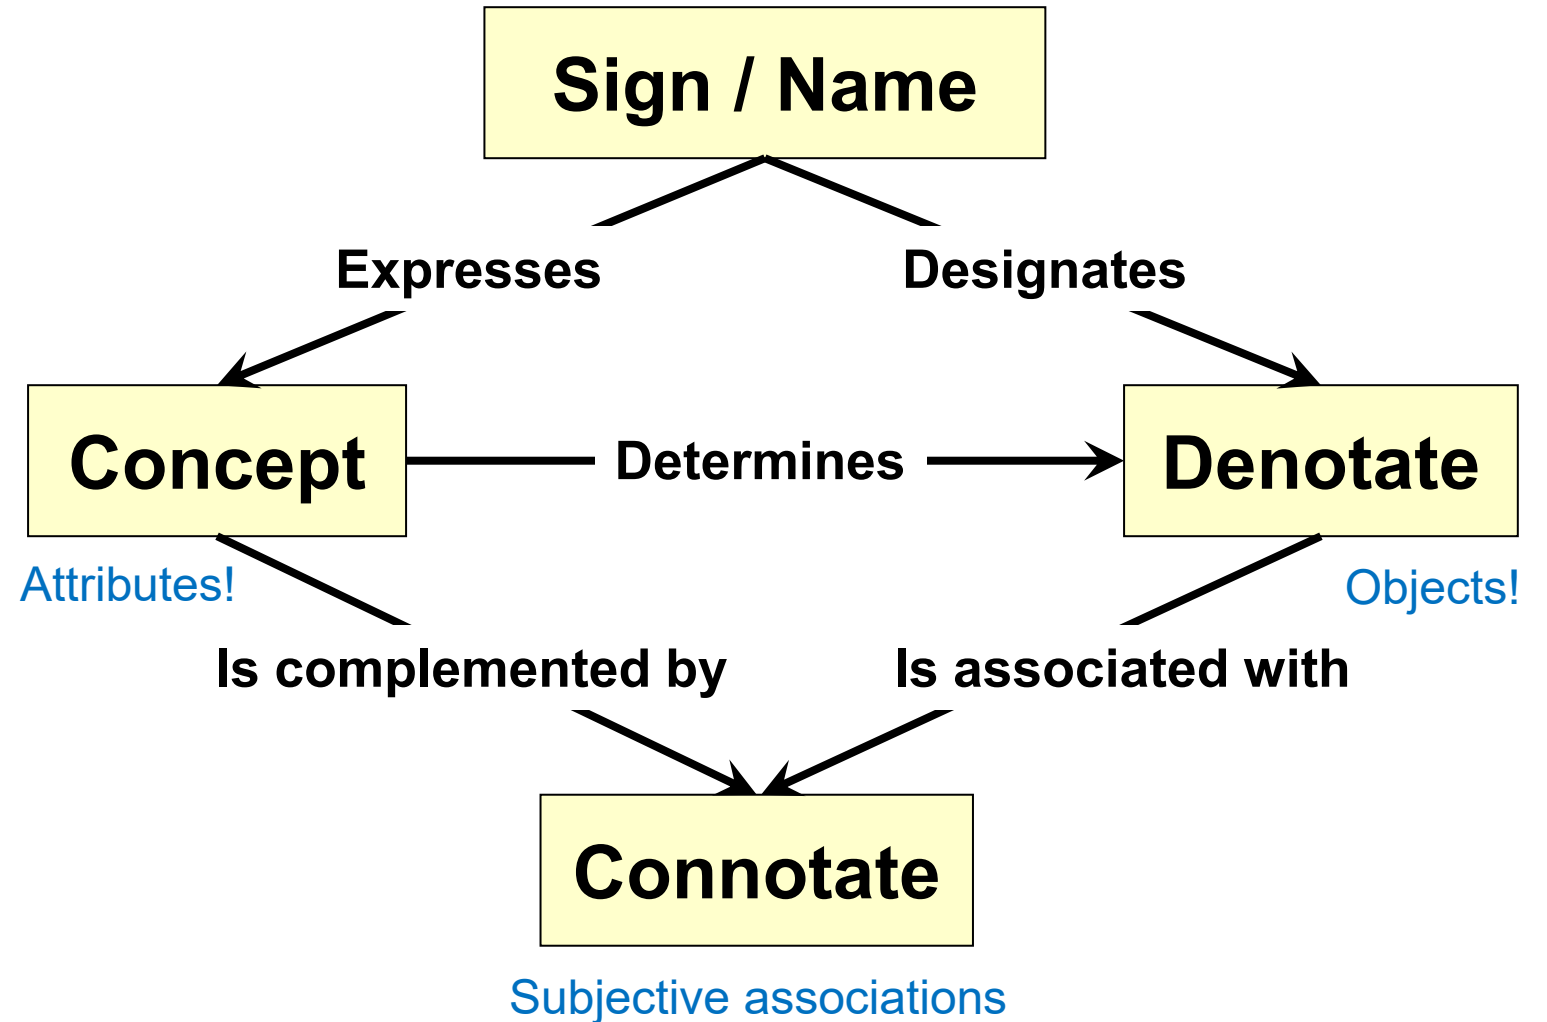 Sign / Name
Expresses
Designates
Concept
Determines
Denotate
Attributes!
Objects!
Is complemented by
Is associated with
Connotate
Subjective associations